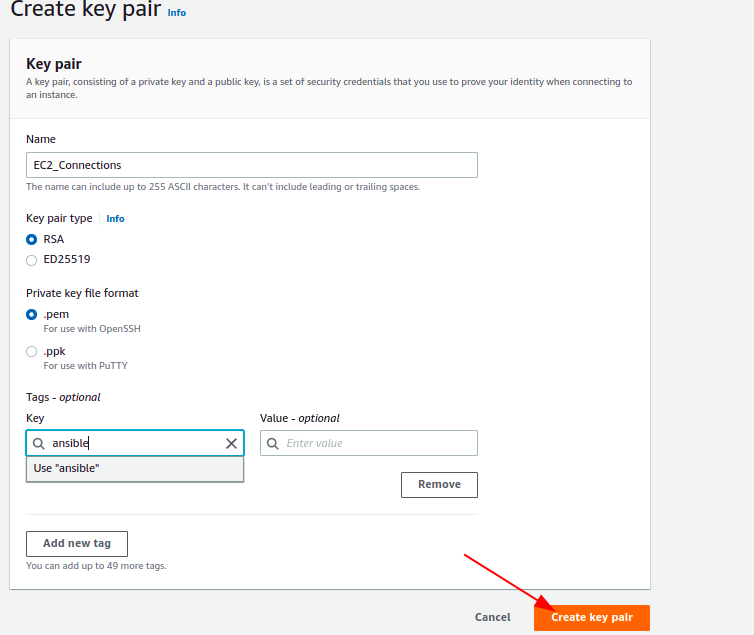 Create key pair Info
Key pair
A key pair, consisting of a private key and a public key, is a set of security credentials that you use to prove your identity when connecting to
an instance.
Name
EC2_Connections
The name can include up to 255 ASCII characters. It can't include leading or trailing spaces.
Key pair type Info
RSA
ED25519
Private key file format
.pem
For use with OpenSSH
.ppk
For use with PuTTY
Tags - optional
Key Value - optional
ansible Enter value
Use "ansible"
Remove
Add new tag
You can add up to 49 more tags.
Cancel Create key pair